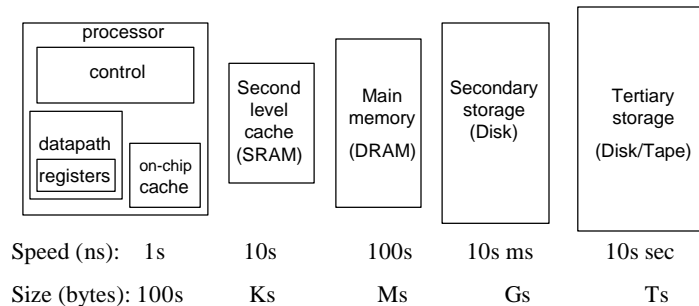 processor
control
datapath
registers
on-chip
cache
Second
level
cache
(SRAM)
Main
memory
(DRAM)
Secondary
storage
(Disk)
Tertiary
storage
(Disk/Tape)
Speed (ns): 1s 10s 100s 10s ms 10s sec
Size (bytes): 100s Ks Ms Gs Ts